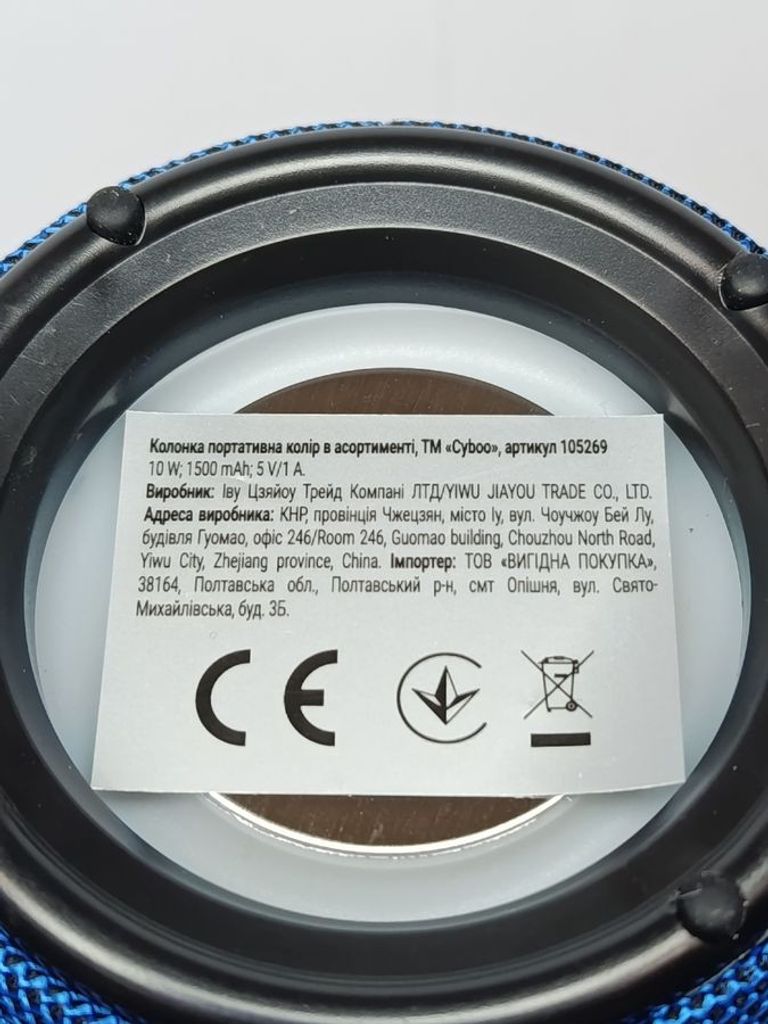 Колонка портативна колір в асортименті, ТМ «Cyboo», артикул 105269
10 W; 1500 mAh; 5 V/1 A.
Виробник: Іву Цзяйоу Трейд Компані ЛТД/YIWU JIAYOU TRADE CO., LTD.
Адреса виробника: КНР, провінція Чжецзян, місто Іу, вул. Чоучжоу Бей Лу,
будівля Гуомао, офіс 246/Room 246, Guomao building, Chouzhou North Road,
Yiwu City, Zhejiang province, China. Імпортер: ТОВ «ВИГІДНА ПОКУПКА»,
38164, Полтавська обл., Полтавський р-н, смт Опішня, вул. Свято-
Михайлівська, буд. 3Б.
CE